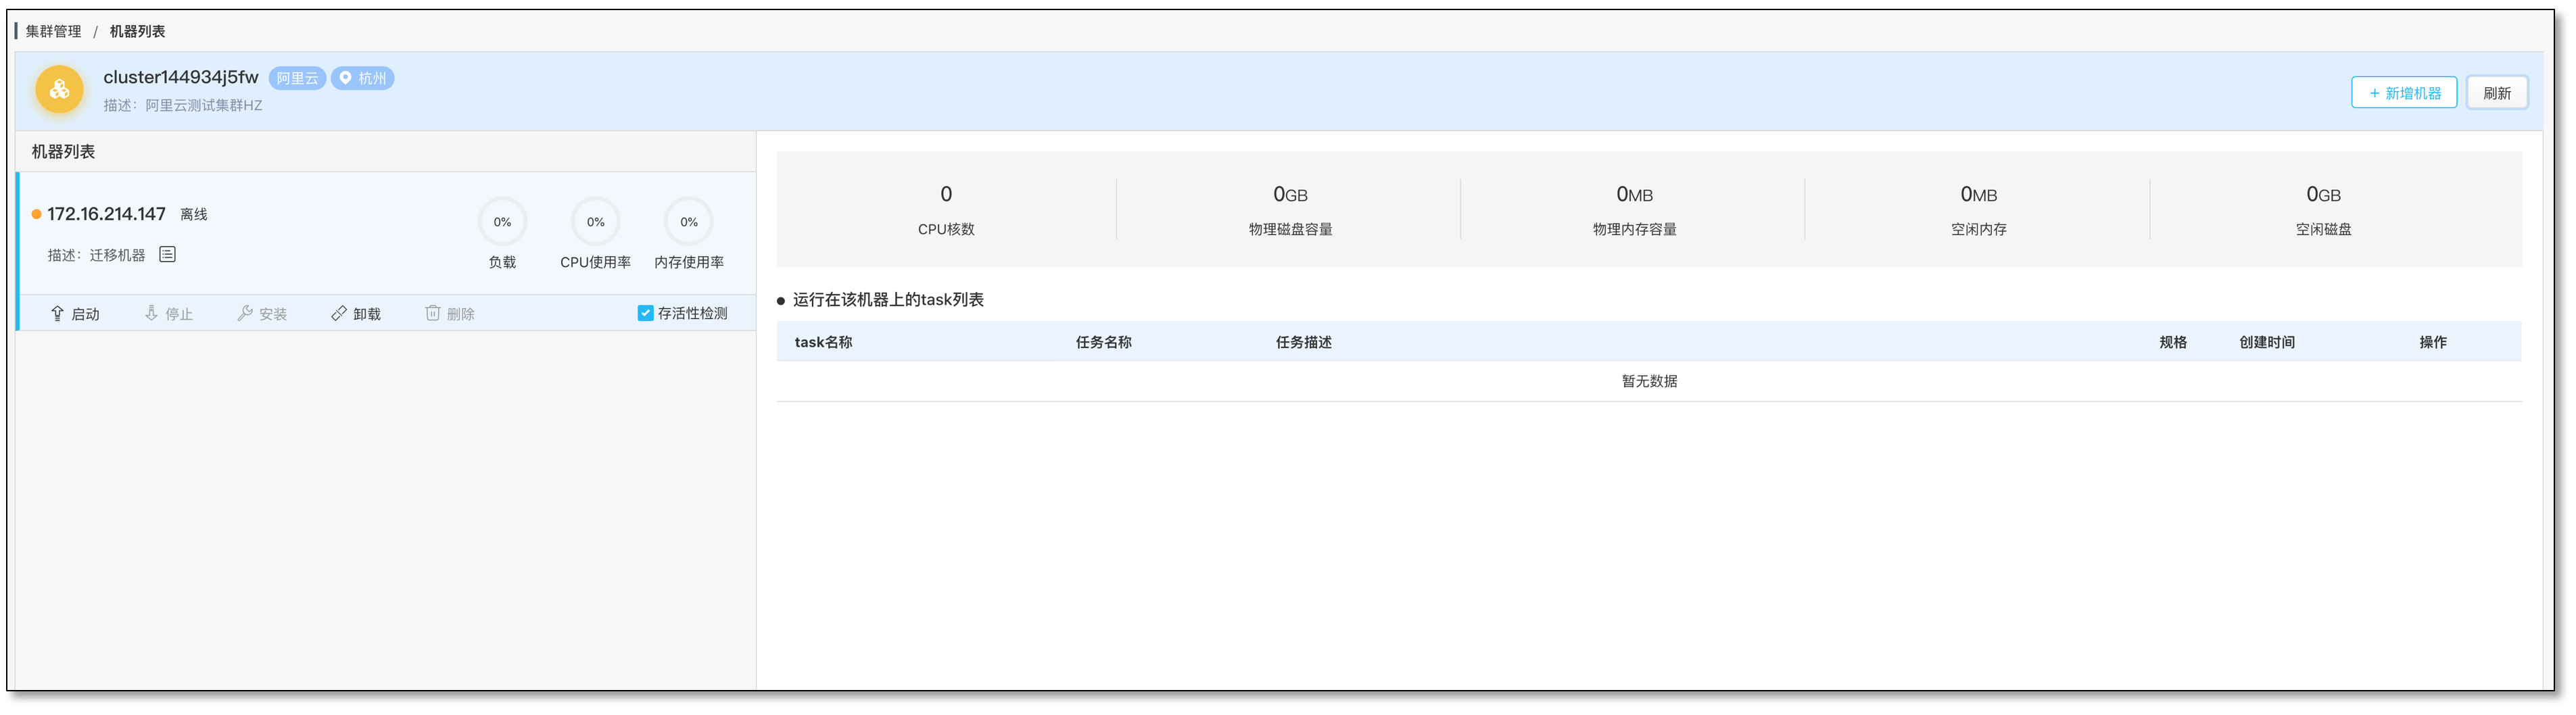 集群管理 / 机器列表
cluster144934j5fw 阿里云 杭州
描述：阿里云测试集群HZ
+ 新增机器 刷新
机器列表
172.16.214.147 离线
描述：迁移机器
0% 0% 0%
负载 CPU使用率 内存使用率
启动 停止 安装 卸载 删除 存活性检测
0 0GB 0MB 0MB 0GB
CPU核数 物理磁盘容量 物理内存容量 空闲内存 空闲磁盘
运行在该机器上的task列表
task名称 任务名称 任务描述 规格 创建时间 操作
暂无数据